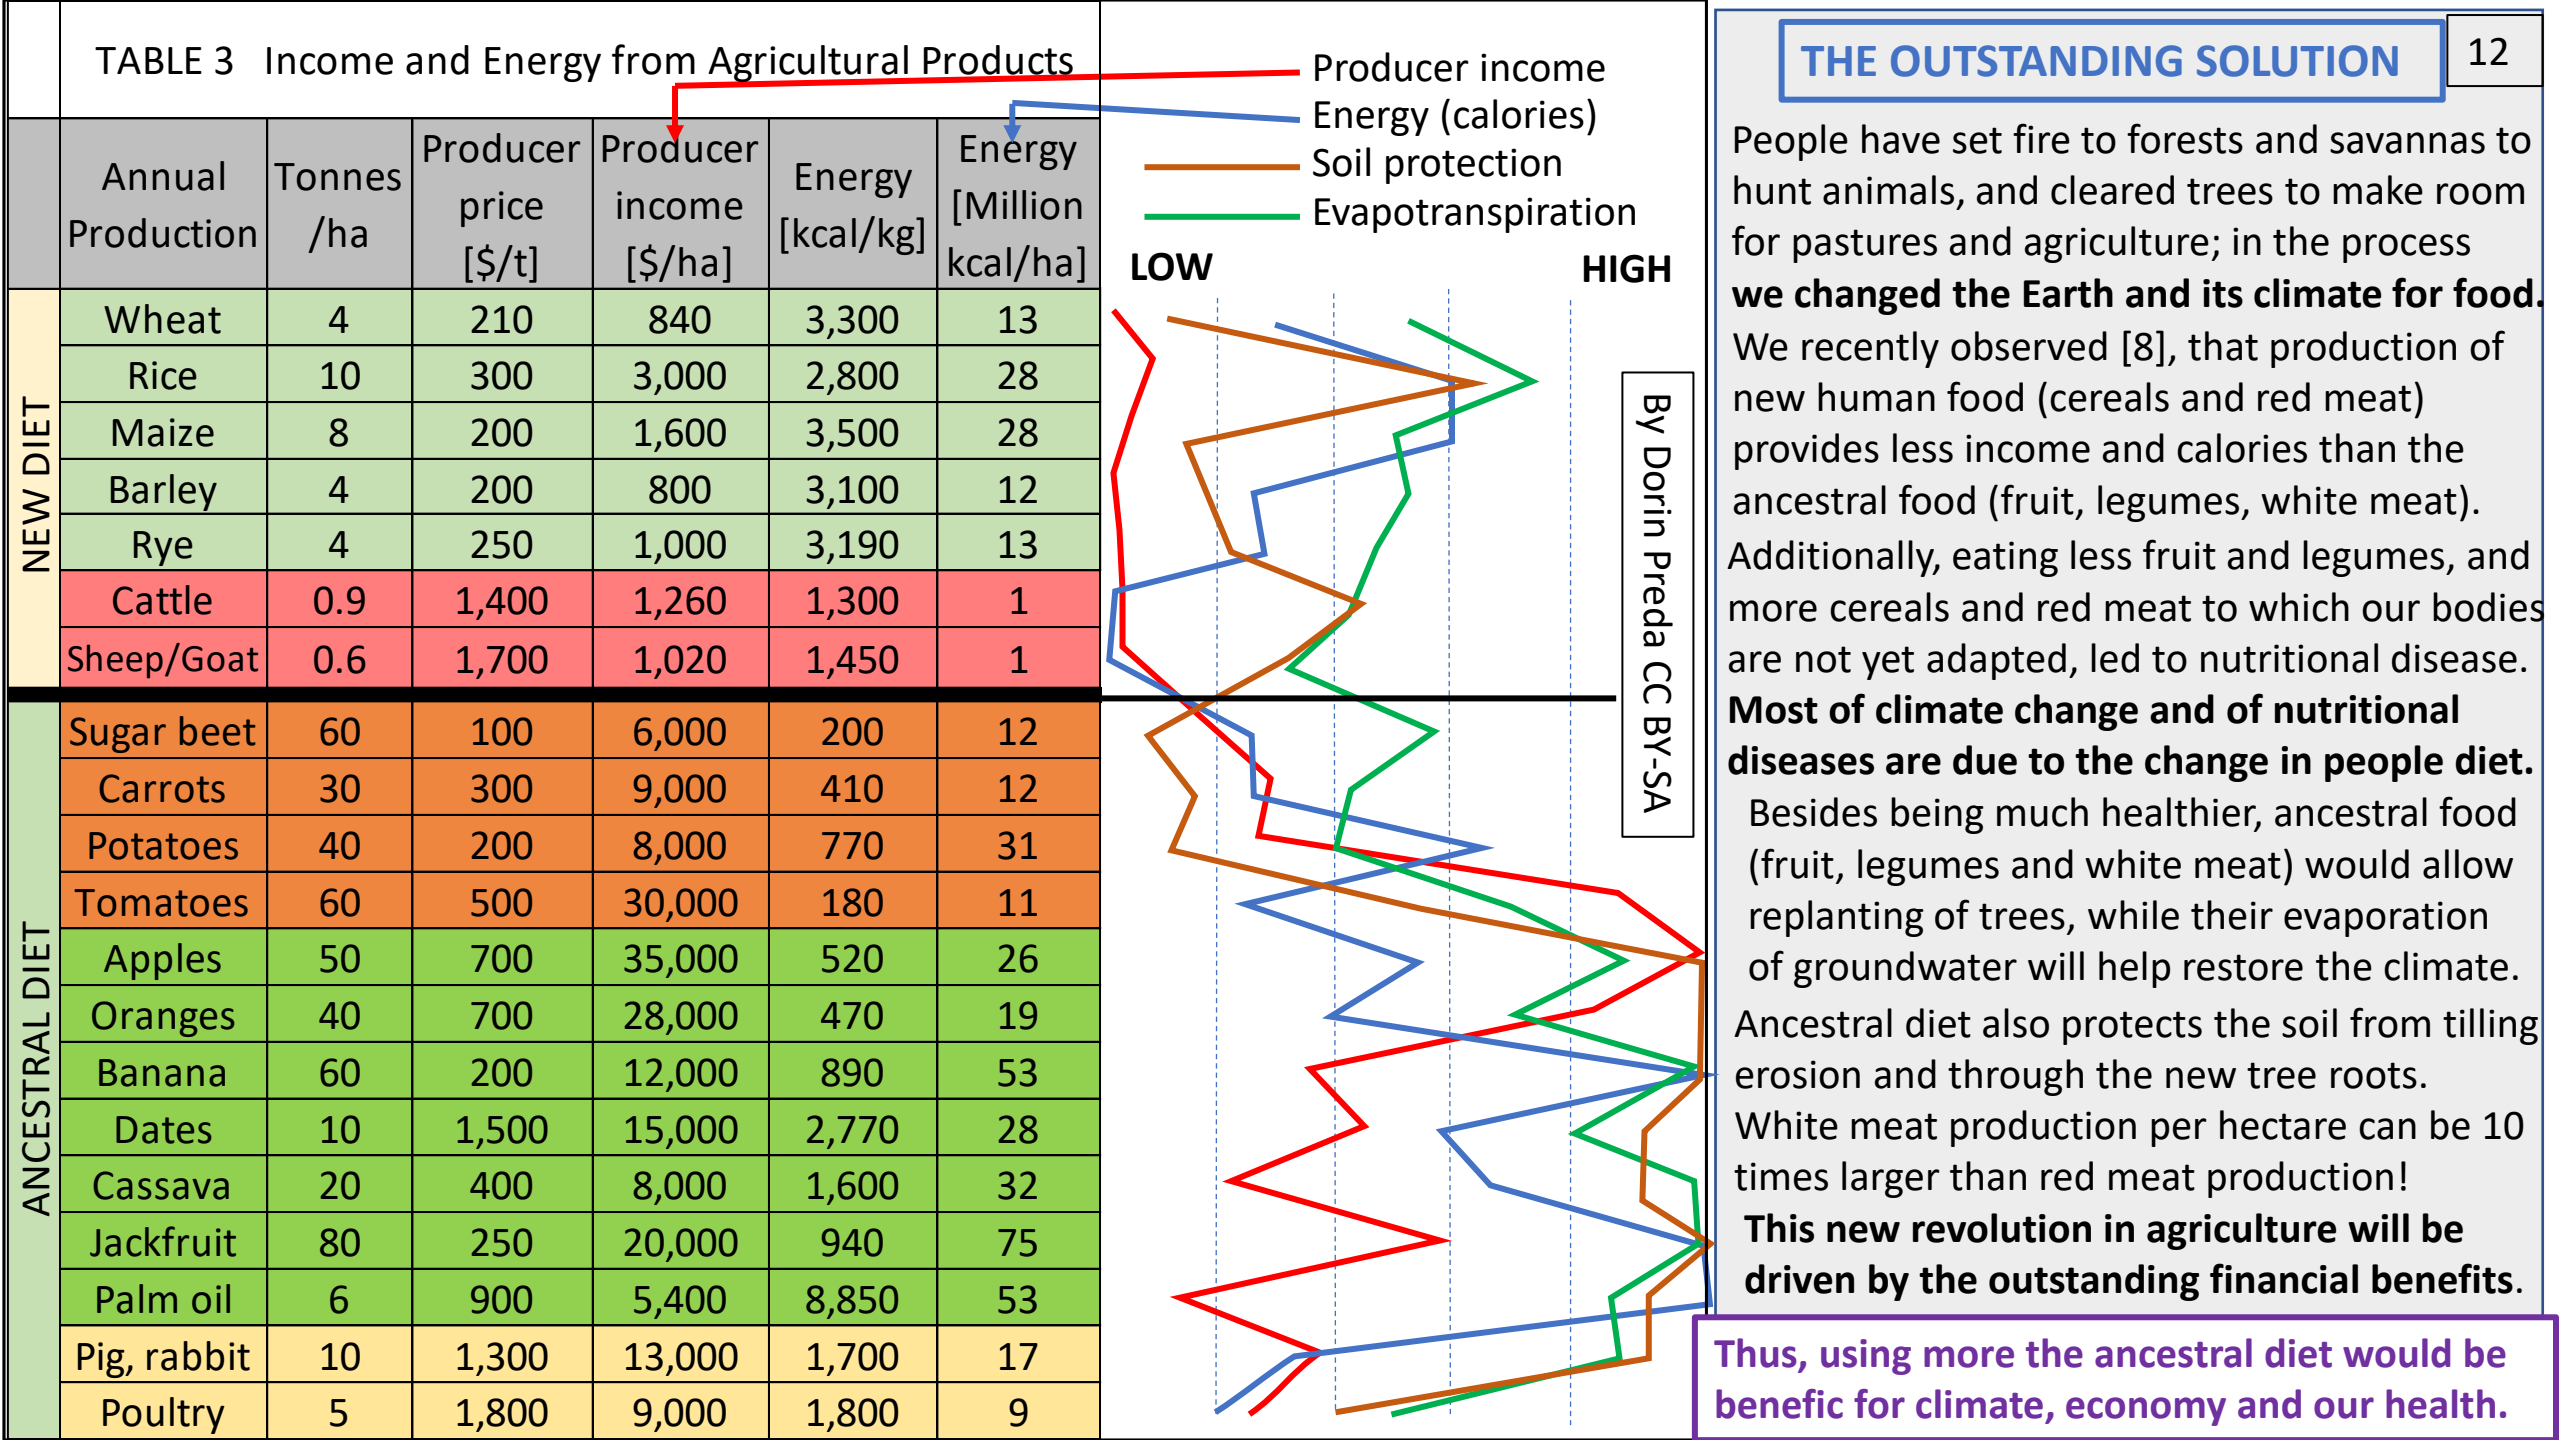 TABLE 3 Income and Energy from Agricultural Products
Annual Production Tonnes /ha Producer price [$/t] Producer income [$/ha] Energy [kcal/kg] Energy [Million kcal/ha]
NEW DIET
Wheat 4 210 840 3,300 13
Rice 10 300 3,000 2,800 28
Maize 8 200 1,600 3,500 28
Barley 4 200 800 3,100 12
Rye 4 250 1,000 3,190 13
Cattle 0.9 1,400 1,260 1,300 1
Sheep/Goat 0.6 1,700 1,020 1,450 1
ANCESTRAL DIET
Sugar beet 60 100 6,000 200 12
Carrots 30 300 9,000 410 12
Potatoes 40 200 8,000 770 31
Tomatoes 60 500 30,000 180 11
Apples 50 700 35,000 520 26
Oranges 40 700 28,000 470 19
Banana 60 200 12,000 890 53
Dates 10 1,500 15,000 2,770 28
Cassava 20 400 8,000 1,600 32
Jackfruit 80 250 20,000 940 75
Palm oil 6 900 5,400 8,850 53
Pig, rabbit 10 1,300 13,000 1,700 17
Poultry 5 1,800 9,000 1,800 9
Producer income
Energy (calories)
Soil protection
Evapotranspiration
LOW HIGH
By Dorin Preda CC BY-SA
THE OUTSTANDING SOLUTION
12
People have set fire to forests and savannas to
hunt animals, and cleared trees to make room
for pastures and agriculture; in the process
we changed the Earth and its climate for food.
We recently observed [8], that production of
new human food (cereals and red meat)
provides less income and calories than the
ancestral food (fruit, legumes, white meat).
Additionally, eating less fruit and legumes, and
more cereals and red meat to which our bodies
are not yet adapted, led to nutritional disease.
Most of climate change and of nutritional
diseases are due to the change in people diet.
Besides being much healthier, ancestral food
(fruit, legumes and white meat) would allow
replanting of trees, while their evaporation
of groundwater will help restore the climate.
Ancestral diet also protects the soil from tilling
erosion and through the new tree roots.
White meat production per hectare can be 10
times larger than red meat production!
This new revolution in agriculture will be
driven by the outstanding financial benefits.
Thus, using more the ancestral diet would be
benefic for climate, economy and our health.